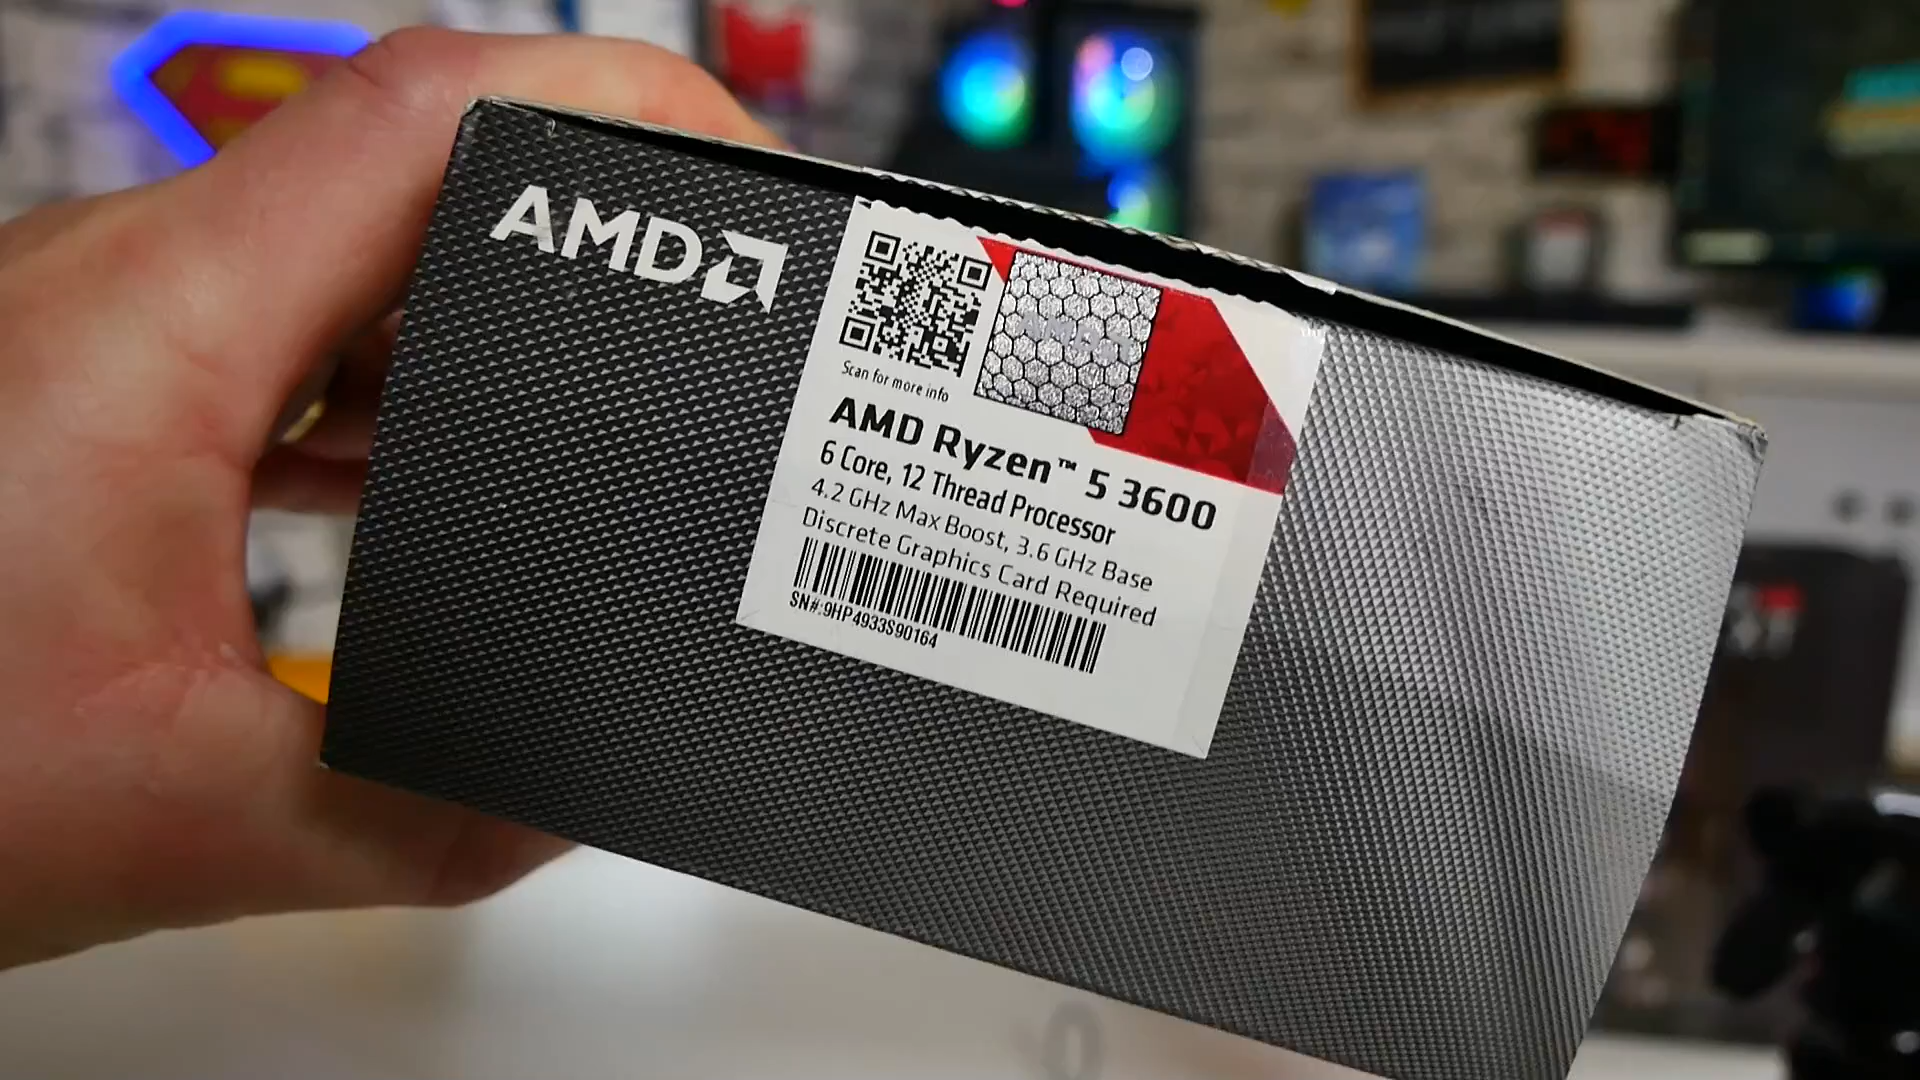 AMD
Scan for more info
AMD
AMD Ryzen™ 5 3600
6 Core, 12 Thread Processor
4.2 GHz Max Boost, 3.6 GHz Base
Discrete Graphics Card Required
SN#:9HP4933S90164